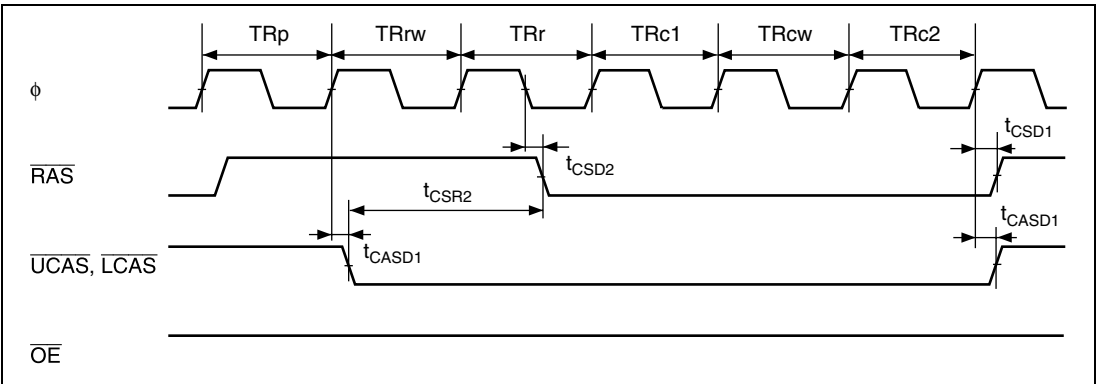 TRp TRrw TRr TRc1 TRcw TRc2
ϕ
tCSD1
RAS
tCSD2
tCSR2
tCASD1
UCAS, LCAS
tCASD1
OE